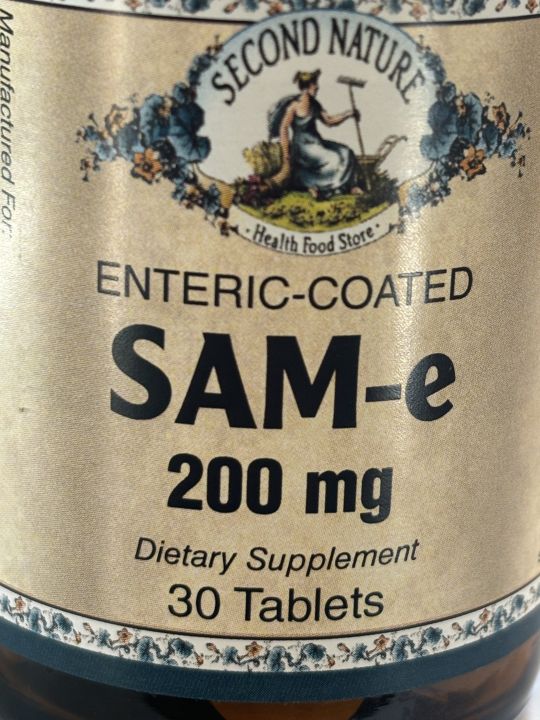 SECOND NATURE
Health Food Store
ENTERIC-COATED
SAM-e
200 mg
Dietary Supplement
30 Tablets
Manufactured For: